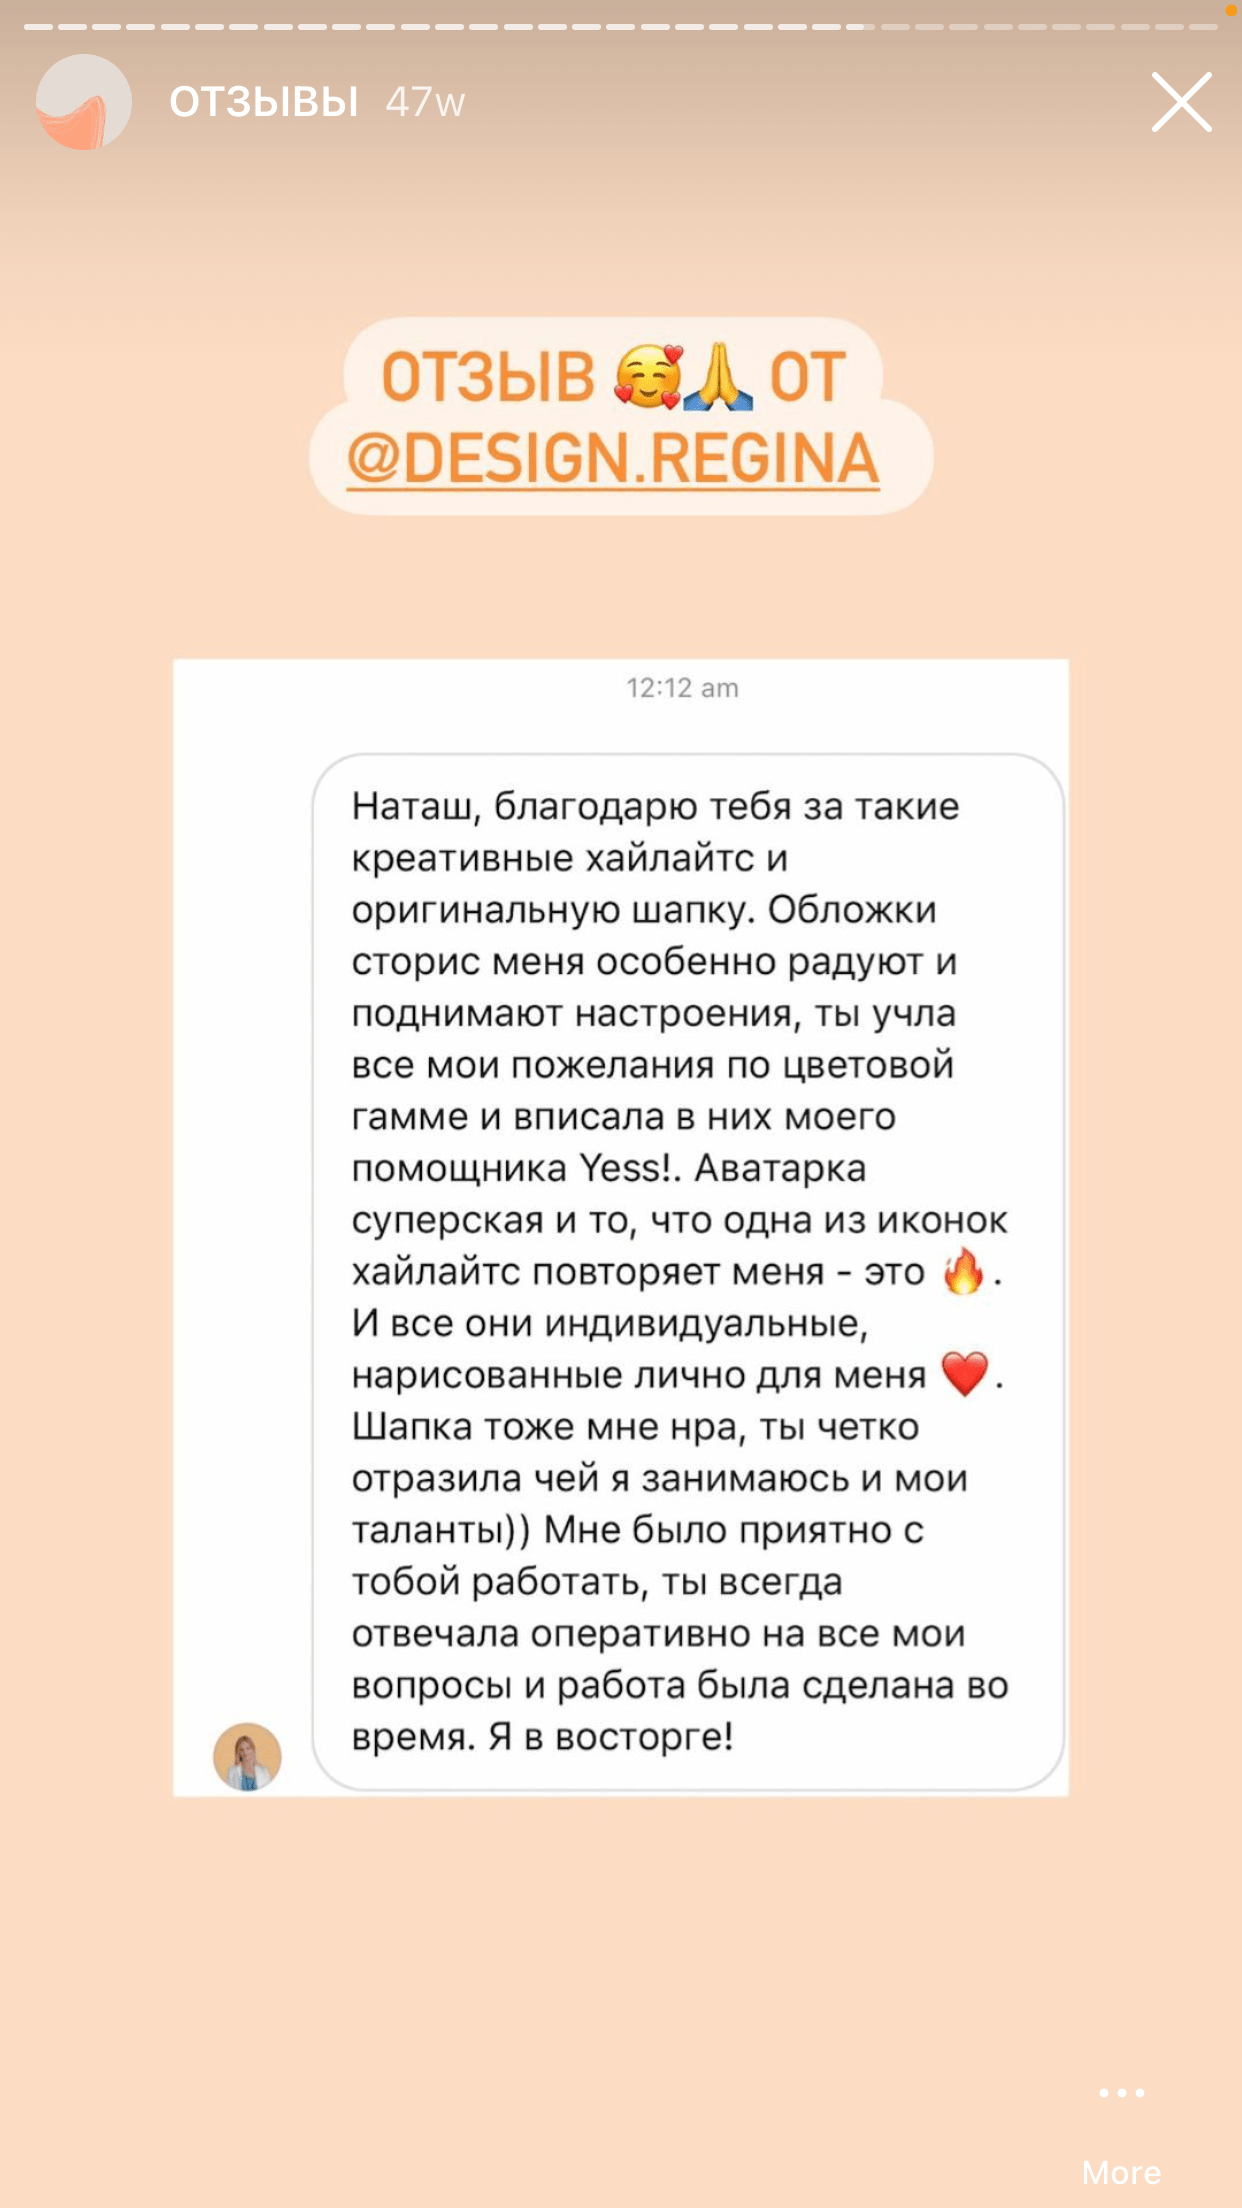 ОТЗЫВЫ 47w
ОТЗЫВ 🥰🙏 ОТ
@DESIGN.REGINA
12:12 am
Наташ, благодарю тебя за такие
креативные хайлайтс и
оригинальную шапку. Обложки
сторис меня особенно радуют и
поднимают настроения, ты учла
все мои пожелания по цветовой
гамме и вписала в них моего
помощника Yess!. Аватарка
суперская и то, что одна из иконок
хайлайтс повторяет меня - это 🔥.
И все они индивидуальные,
нарисованные лично для меня ❤️.
Шапка тоже мне нра, ты четко
отразила чей я занимаюсь и мои
таланты)) Мне было приятно с
тобой работать, ты всегда
отвечала оперативно на все мои
вопросы и работа была сделана во
время. Я в восторге!
More